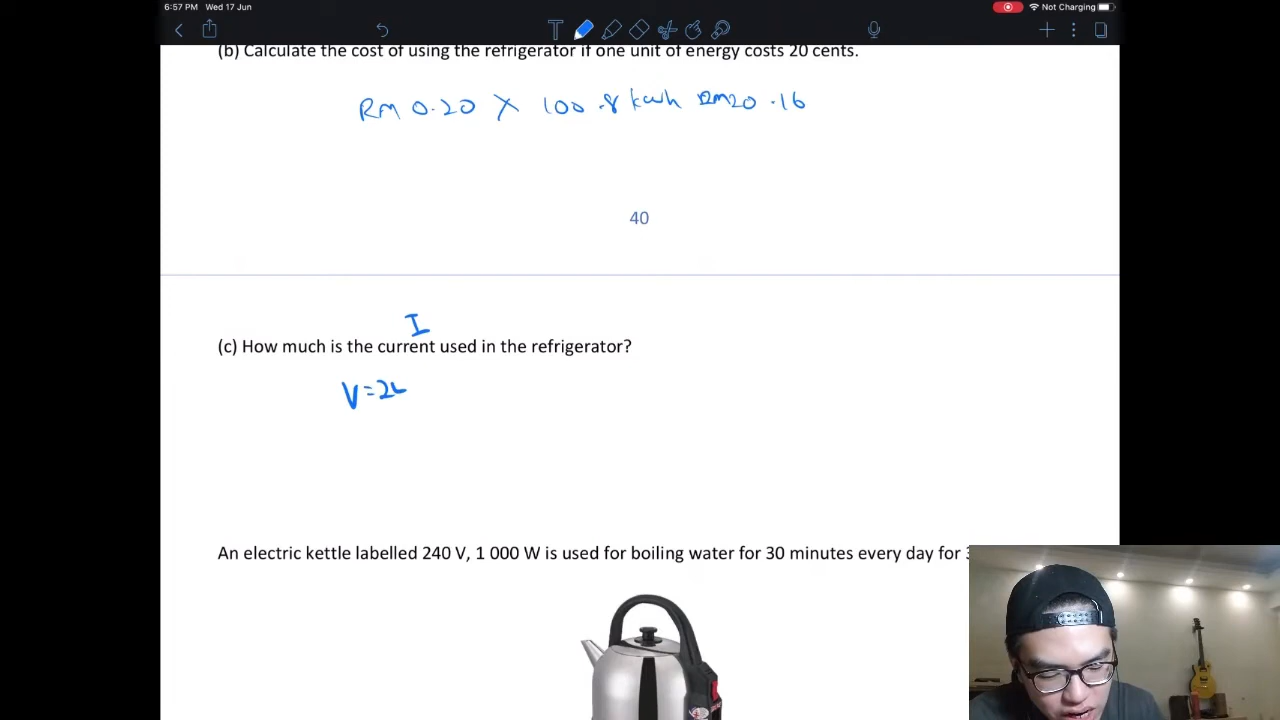 6:57 PM Wed 17 Jun
Not Charging
(b) Calculate the cost of using the refrigerator if one unit of energy costs 20 cents.
RM 0.20 X 100.8 kwh RM20.16
40
I
(c) How much is the current used in the refrigerator?
V=24
An electric kettle labelled 240 V, 1 000 W is used for boiling water for 30 minutes every day for